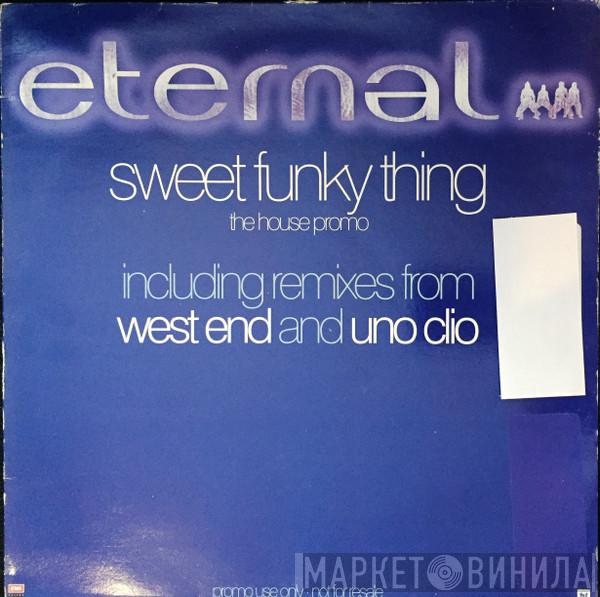 eternal
sweet funky thing
the house promo
including remixes from
west end and uno clio
promo use only · not for resale
EMI
МАРКЕТ ВИНИЛА